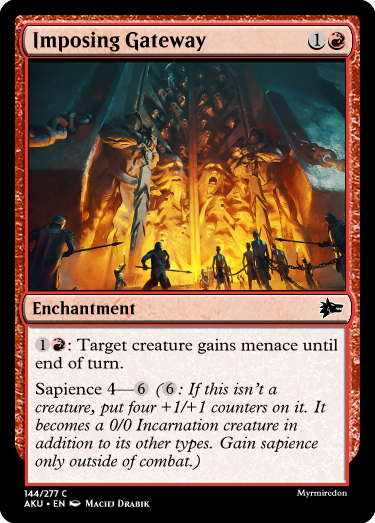 Imposing Gateway 1
Enchantment
1: Target creature gains menace until
end of turn.
Sapience 4—6 (6: If this isn't a
creature, put four +1/+1 counters on it. It
becomes a 0/0 Incarnation creature in
addition to its other types. Gain sapience
only outside of combat.)
144/277 C
AKU • EN Maciej Drabik
Myrmiredon